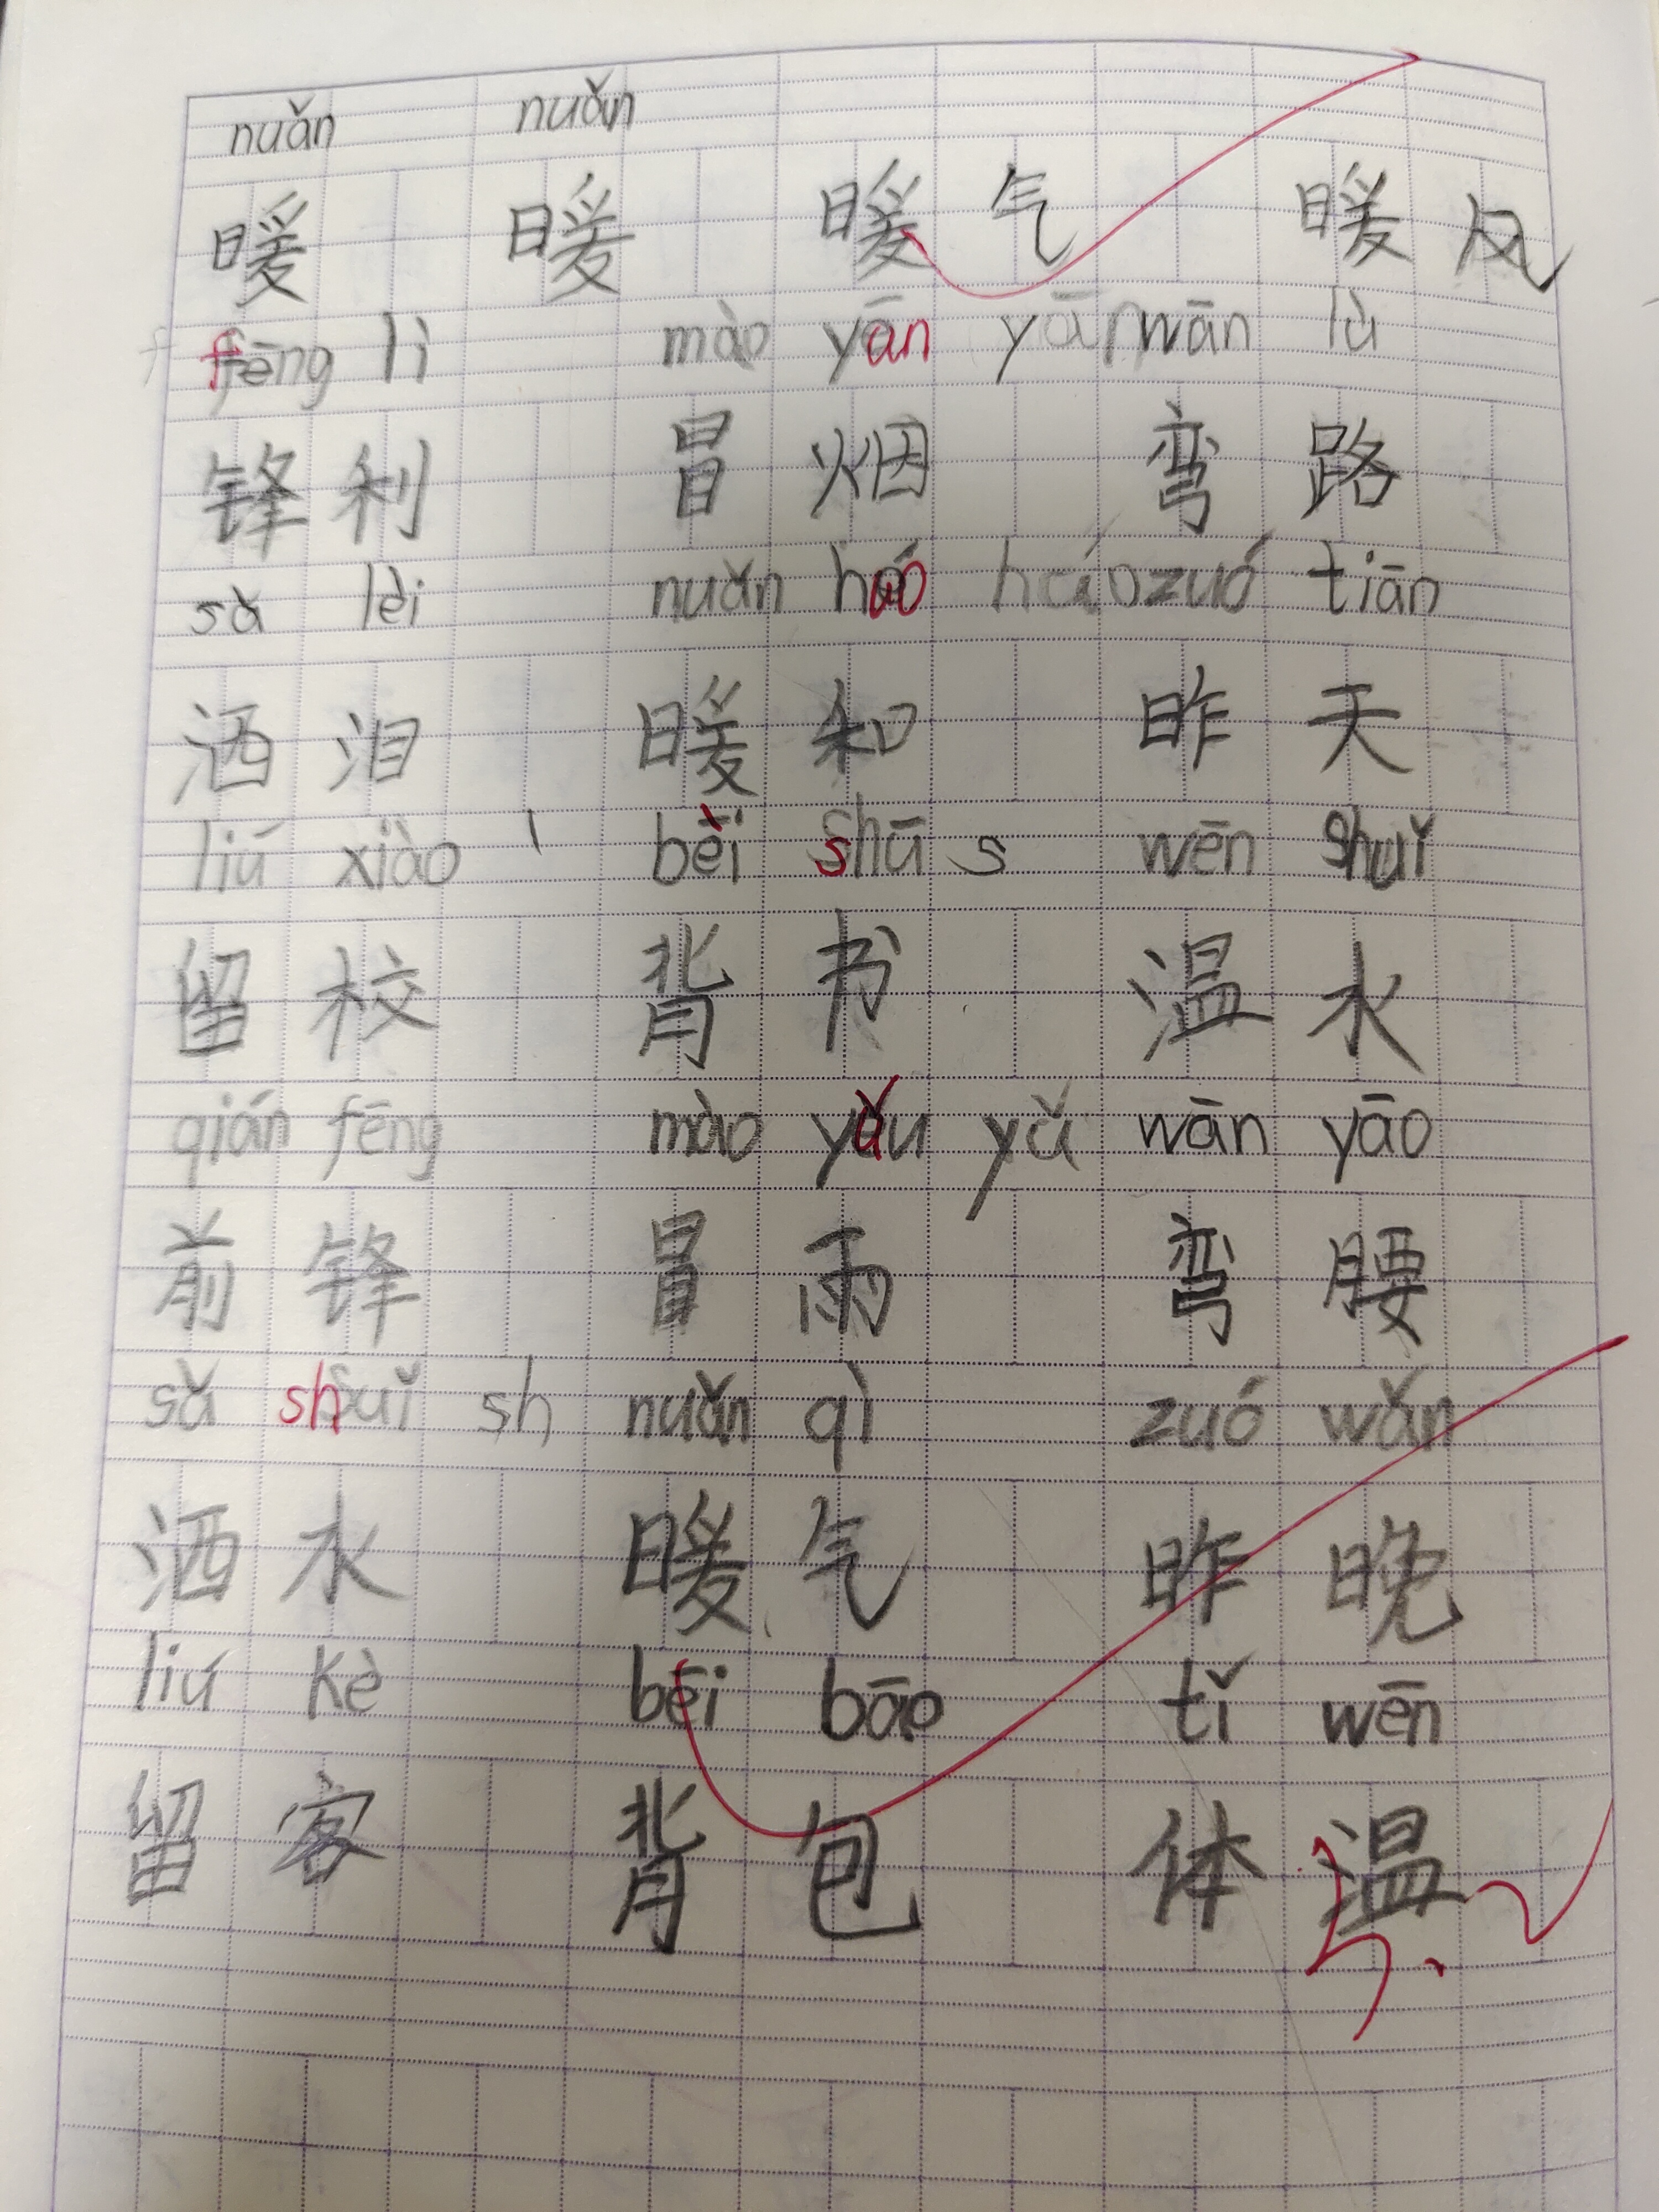 nuǎn nuǎn
暖 暖 暖气 暖风
fēng lì mào yān yān wān lù
锋利 冒烟 弯路
sǎ lèi nuǎn háo háo zuó tiān
洒泪 暖和 昨天
liú xiào bèi shū s wēn shuǐ
留校 背书 温水
qián fēng mào yǔ wān yāo
前锋 冒雨 弯腰
sǎ shuǐ sh nuǎn qì zuó wǎn
洒水 暖气 昨晚
liú kè bēi bāo tǐ wēn
留客 背包 体温